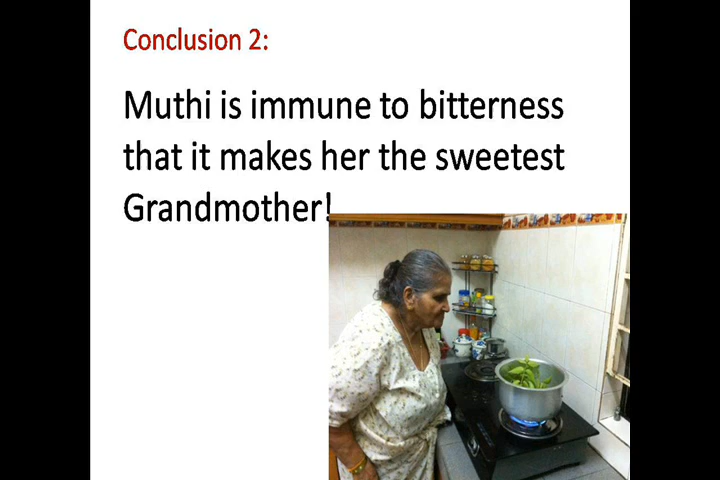 Conclusion 2:
Muthi is immune to bitterness
that it makes her the sweetest
Grandmother!